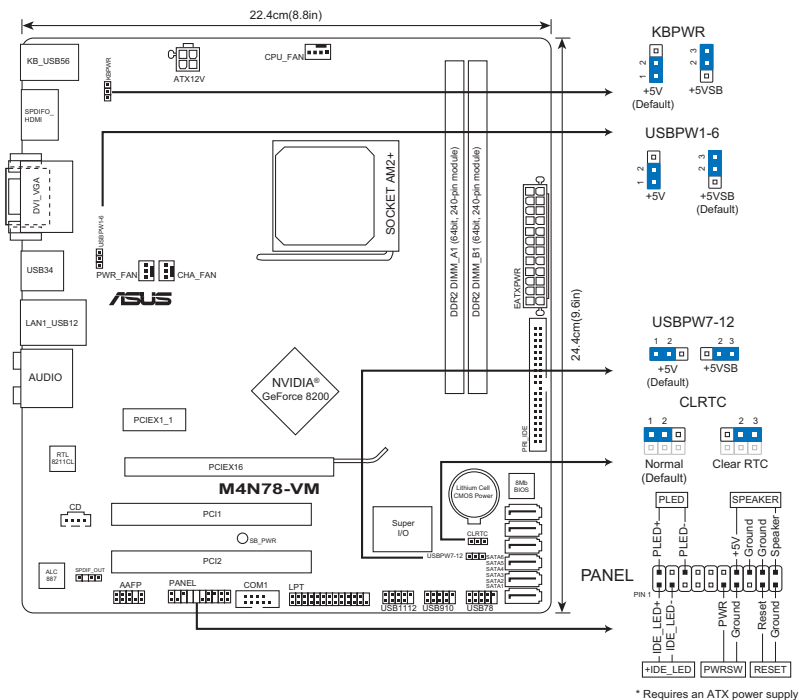 22.4cm(8.8in)
KB_USB56
KBPWR
ATX12V
CPU_FAN
SPDIFO_
HDMI
DVI_VGA
SOCKET AM2+
DDR2 DIMM_A1 (64bit, 240-pin module)
DDR2 DIMM_B1 (64bit, 240-pin module)
EATXPWR
24.4cm(9.6in)
USBPW1-6
USB34
PWR_FAN
CHA_FAN
ASUS
LAN1_USB12
AUDIO
NVIDIA®
GeForce 8200
PRI_IDE
PCIEX1_1
RTL
8211CL
PCIEX16
M4N78-VM
Lithium Cell
CMOS Power
8Mb
BIOS
CD
PCI1
Super
I/O
SB_PWR
CLRTC
USBPW7-12
SATA6
SATA5
SATA4
SATA3
SATA2
SATA1
PCI2
ALC
887
SPDIF_OUT
AAFP
PANEL
COM1
LPT
USB1112
USB910
USB78
KBPWR
1 2
2 3
+5V
(Default)
+5VSB
USBPW1-6
1 2
2 3
+5V
+5VSB
(Default)
USBPW7-12
1 2
2 3
+5V
(Default)
+5VSB
CLRTC
1 2
2 3
Normal
(Default)
Clear RTC
PLED
SPEAKER
PLED+
PLED-
+5V
Ground
Ground
Speaker-
PANEL
PIN 1
IDE_LED+
IDE_LED-
PWR
Ground
Reset
Ground
+IDE_LED
PWRSW
RESET
* Requires an ATX power supply